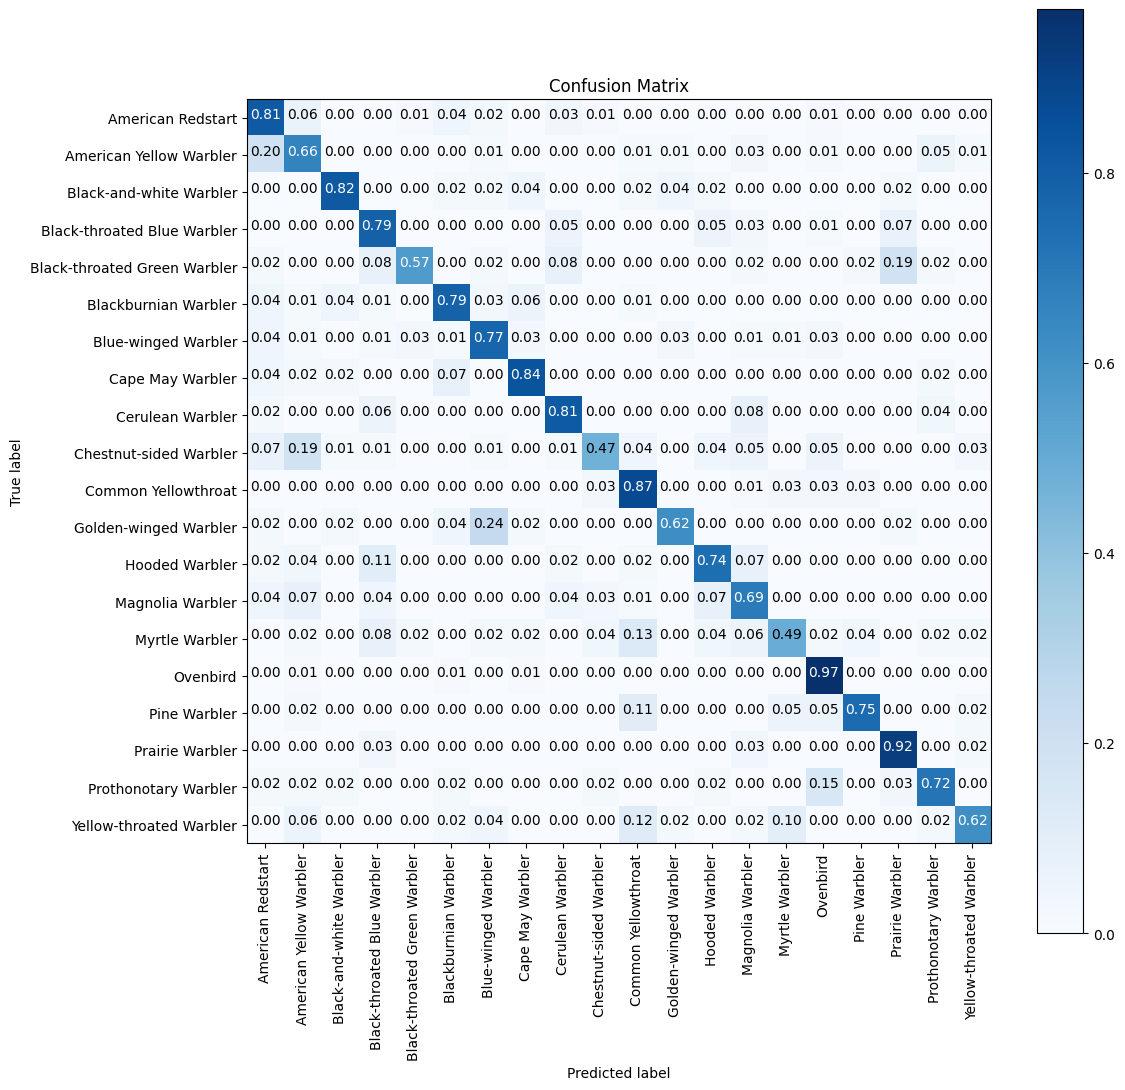 Confusion Matrix
American Redstart 0.81 0.06 0.00 0.00 0.01 0.04 0.02 0.00 0.03 0.01 0.00 0.00 0.00 0.00 0.00 0.01 0.00 0.00 0.00 0.00
American Yellow Warbler 0.20 0.66 0.00 0.00 0.00 0.00 0.01 0.00 0.00 0.00 0.01 0.01 0.00 0.03 0.00 0.01 0.00 0.00 0.05 0.01
Black-and-white Warbler 0.00 0.00 0.82 0.00 0.00 0.02 0.02 0.04 0.00 0.00 0.02 0.04 0.02 0.00 0.00 0.00 0.00 0.02 0.00 0.00
Black-throated Blue Warbler 0.00 0.00 0.00 0.79 0.00 0.00 0.00 0.00 0.05 0.00 0.00 0.00 0.05 0.03 0.00 0.01 0.00 0.07 0.00 0.00
Black-throated Green Warbler 0.02 0.00 0.00 0.08 0.57 0.00 0.02 0.00 0.08 0.00 0.00 0.00 0.00 0.02 0.00 0.00 0.02 0.19 0.02 0.00
Blackburnian Warbler 0.04 0.01 0.04 0.01 0.00 0.79 0.03 0.06 0.00 0.00 0.01 0.00 0.00 0.00 0.00 0.00 0.00 0.00 0.00 0.00
Blue-winged Warbler 0.04 0.01 0.00 0.01 0.03 0.01 0.77 0.03 0.00 0.00 0.00 0.03 0.00 0.01 0.01 0.03 0.00 0.00 0.00 0.00
Cape May Warbler 0.04 0.02 0.02 0.00 0.00 0.07 0.00 0.84 0.00 0.00 0.00 0.00 0.00 0.00 0.00 0.00 0.00 0.00 0.02 0.00
Cerulean Warbler 0.02 0.00 0.00 0.06 0.00 0.00 0.00 0.00 0.81 0.00 0.00 0.00 0.00 0.08 0.00 0.00 0.00 0.00 0.04 0.00
Chestnut-sided Warbler 0.07 0.19 0.01 0.01 0.00 0.00 0.01 0.00 0.01 0.47 0.04 0.00 0.04 0.05 0.00 0.05 0.00 0.00 0.00 0.03
Common Yellowthroat 0.00 0.00 0.00 0.00 0.00 0.00 0.00 0.00 0.00 0.03 0.87 0.00 0.00 0.01 0.03 0.03 0.03 0.00 0.00 0.00
Golden-winged Warbler 0.02 0.00 0.02 0.00 0.00 0.04 0.24 0.02 0.00 0.00 0.00 0.62 0.00 0.00 0.00 0.00 0.00 0.02 0.00 0.00
Hooded Warbler 0.02 0.04 0.00 0.11 0.00 0.00 0.00 0.00 0.02 0.00 0.02 0.00 0.74 0.07 0.00 0.00 0.00 0.00 0.00 0.00
Magnolia Warbler 0.04 0.07 0.00 0.04 0.00 0.00 0.00 0.00 0.04 0.03 0.01 0.00 0.07 0.69 0.00 0.00 0.00 0.00 0.00 0.00
Myrtle Warbler 0.00 0.02 0.00 0.08 0.02 0.00 0.02 0.02 0.00 0.04 0.13 0.00 0.04 0.06 0.49 0.02 0.04 0.00 0.02 0.02
Ovenbird 0.00 0.01 0.00 0.00 0.00 0.01 0.00 0.01 0.00 0.00 0.00 0.00 0.00 0.00 0.00 0.97 0.00 0.00 0.00 0.00
Pine Warbler 0.00 0.02 0.00 0.00 0.00 0.00 0.00 0.00 0.00 0.00 0.11 0.00 0.00 0.00 0.05 0.05 0.75 0.00 0.00 0.02
Prairie Warbler 0.00 0.00 0.00 0.03 0.00 0.00 0.00 0.00 0.00 0.00 0.00 0.00 0.00 0.03 0.00 0.00 0.00 0.92 0.00 0.02
Prothonotary Warbler 0.02 0.02 0.02 0.00 0.00 0.02 0.00 0.00 0.00 0.02 0.00 0.00 0.02 0.00 0.00 0.15 0.00 0.03 0.72 0.00
Yellow-throated Warbler 0.00 0.06 0.00 0.00 0.00 0.02 0.04 0.00 0.00 0.00 0.12 0.02 0.00 0.02 0.10 0.00 0.00 0.00 0.02 0.62
True label
American Redstart
American Yellow Warbler
Black-and-white Warbler
Black-throated Blue Warbler
Black-throated Green Warbler
Blackburnian Warbler
Blue-winged Warbler
Cape May Warbler
Cerulean Warbler
Chestnut-sided Warbler
Common Yellowthroat
Golden-winged Warbler
Hooded Warbler
Magnolia Warbler
Myrtle Warbler
Ovenbird
Pine Warbler
Prairie Warbler
Prothonotary Warbler
Yellow-throated Warbler
Predicted label
0.8
0.6
0.4
0.2
0.0